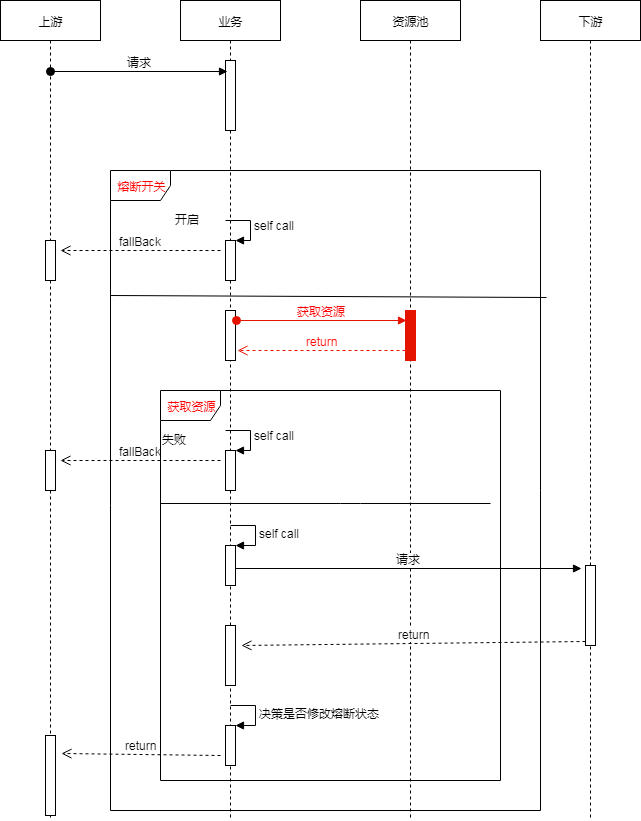 上游
业务
资源池
下游
请求
熔断开关
开启
self call
fallBack
获取资源
return
获取资源
失败
self call
fallBack
self call
请求
return
决策是否修改熔断状态
return